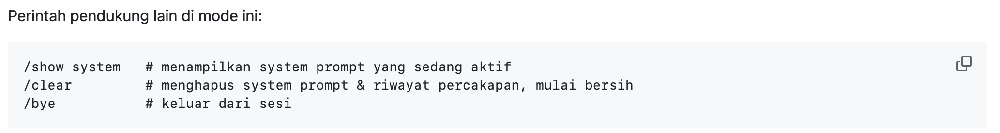 Perintah pendukung lain di mode ini:
/show system   # menampilkan system prompt yang sedang aktif
/clear         # menghapus system prompt & riwayat percakapan, mulai bersih
/bye           # keluar dari sesi